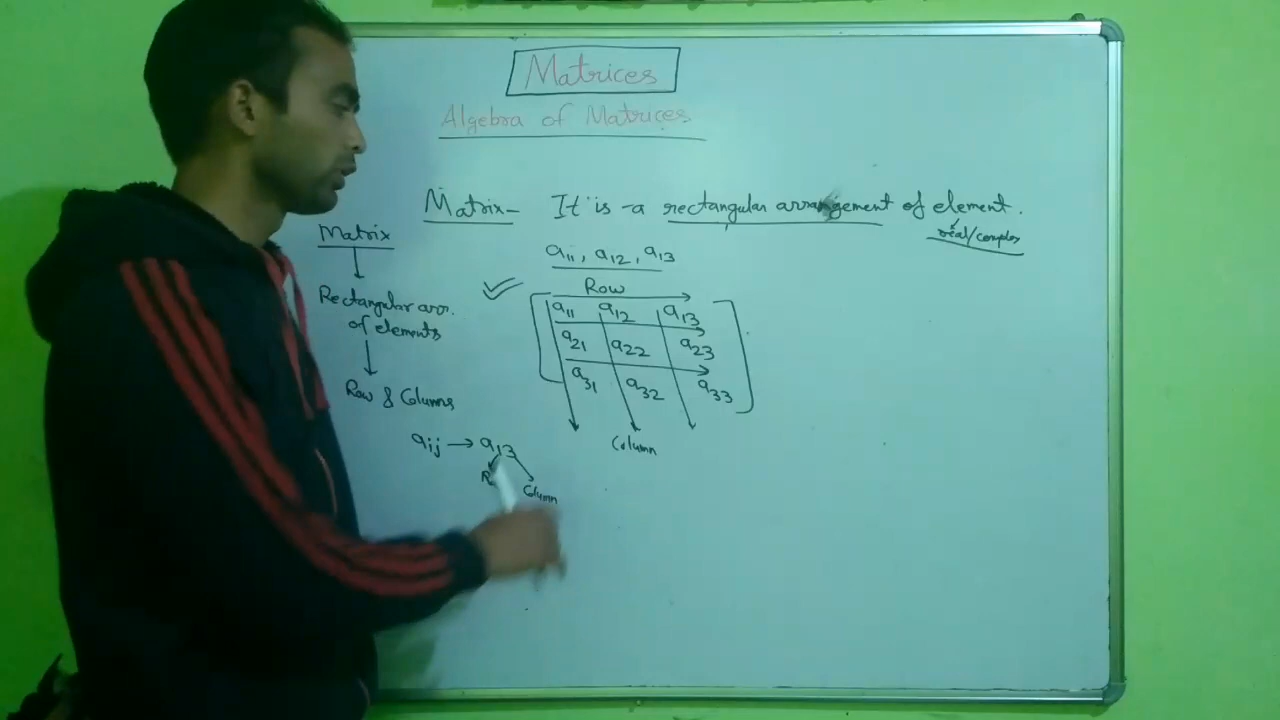 Matrices
Algebra of Matrices
Matrix- It is a rectangular arrangement of element.
real/complex
a11, a12, a13
Row
a11 a12 a13
a21 a22 a23
a31 a32 a33
Column
Matrix
Rectangular arr.
of elements
Row & Columns
aij → a13
R
Column